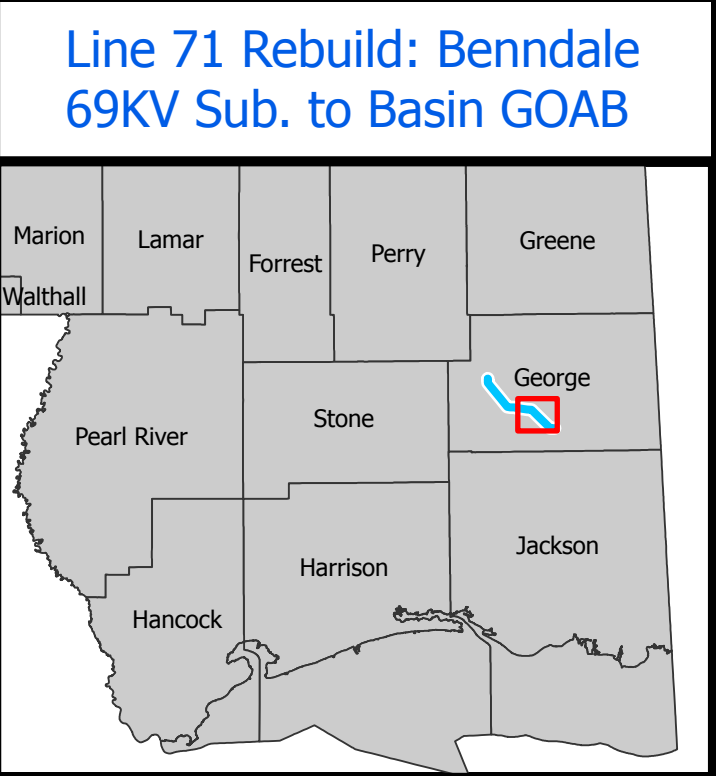 Line 71 Rebuild: Benndale
69KV Sub. to Basin GOAB
Marion
Lamar
Forrest
Perry
Greene
Walthall
George
Pearl River
Stone
Jackson
Harrison
Hancock